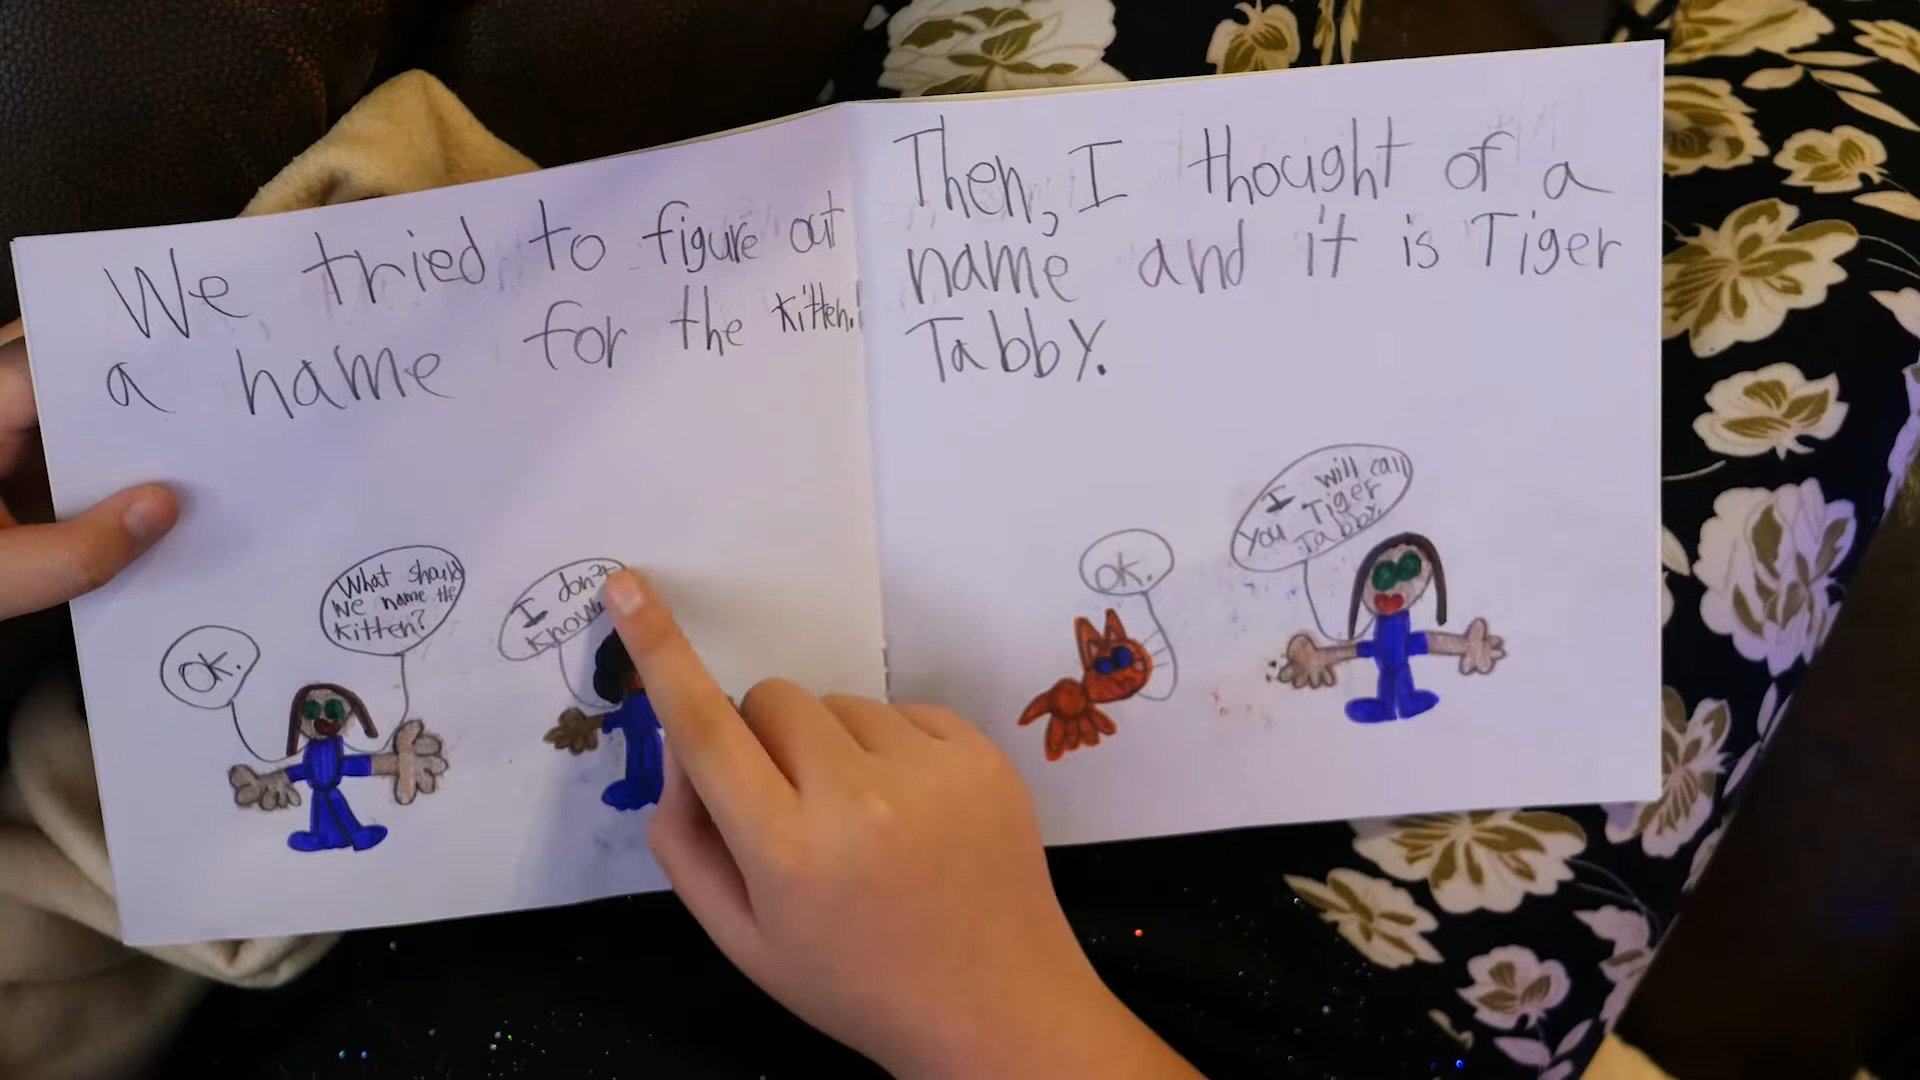 We tried to figure out
a name for the kitten.
OK.
What should
we name the
kitten?
I don't
know
Then, I thought of a
name and it is Tiger
Tabby.
OK.
I will call
you Tiger
Tabby.